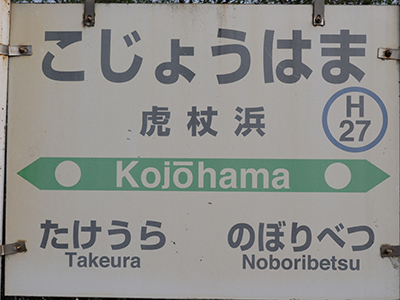 こじょうはま
虎杖浜
H
27
Kojōhama
たけうら のぼりべつ
Takeura Noboribetsu